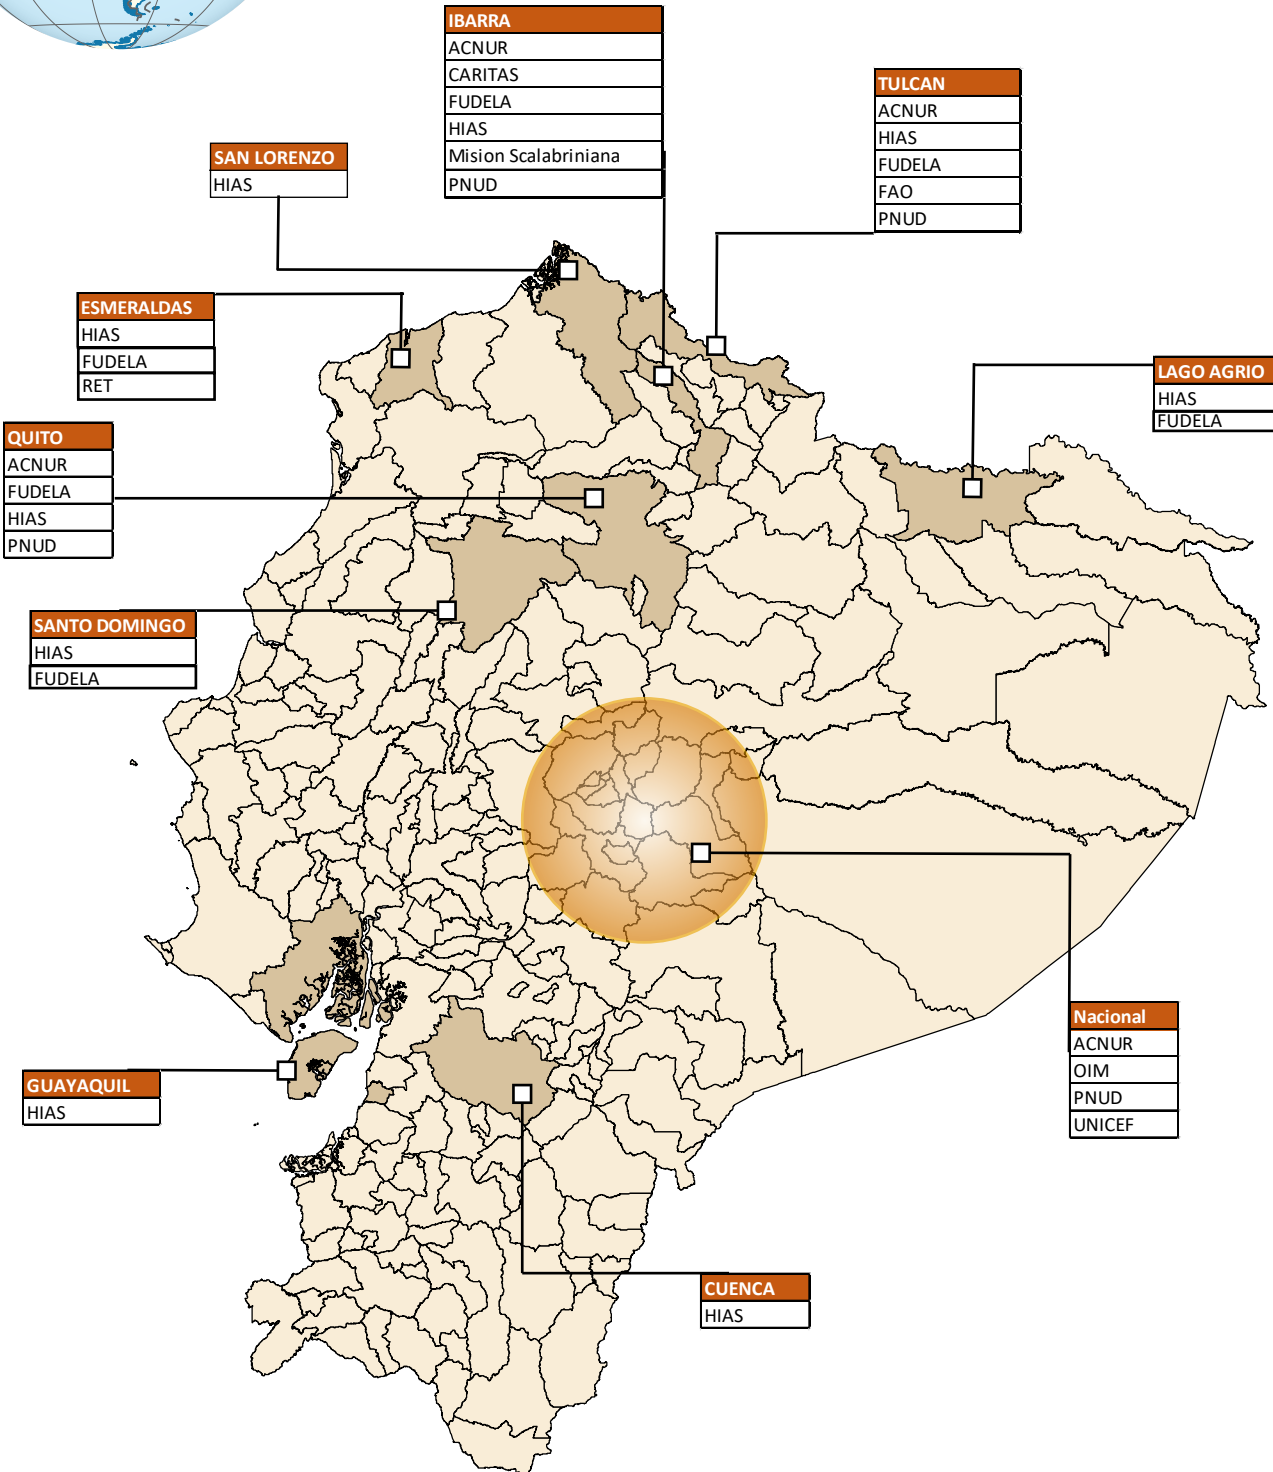 IBARRA
ACNUR
CARITAS
FUDELA
HIAS
Mision Scalabriniana
PNUD
TULCAN
ACNUR
HIAS
FUDELA
FAO
PNUD
SAN LORENZO
HIAS
ESMERALDAS
HIAS
FUDELA
RET
LAGO AGRIO
HIAS
FUDELA
QUITO
ACNUR
FUDELA
HIAS
PNUD
SANTO DOMINGO
HIAS
FUDELA
Nacional
ACNUR
OIM
PNUD
UNICEF
GUAYAQUIL
HIAS
CUENCA
HIAS